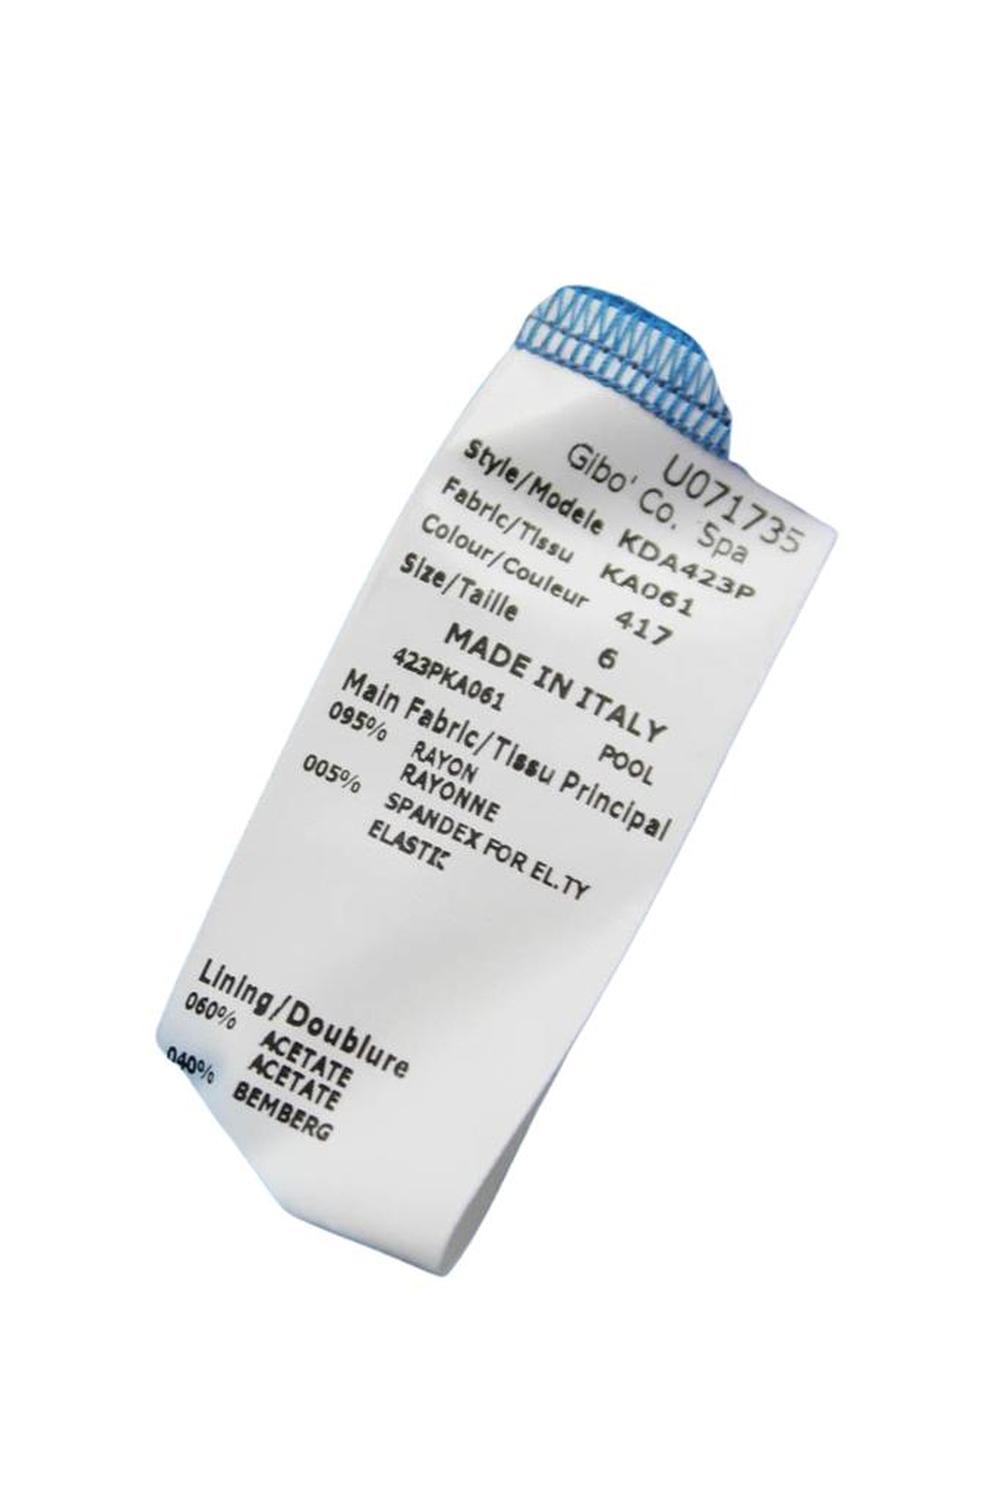 U071735
Gibo' Co. Spa
Style/Modele KDA423P
Fabric/Tissu KA061
Colour/Couleur 417
Size/Taille 6
MADE IN ITALY
423PKA061 POOL
Main Fabric/Tissu Principal
095% RAYON
RAYONNE
005% SPANDEX FOR EL.TY
ELASTIC
Lining/Doublure
060% ACETATE
ACETATE
040% BEMBERG